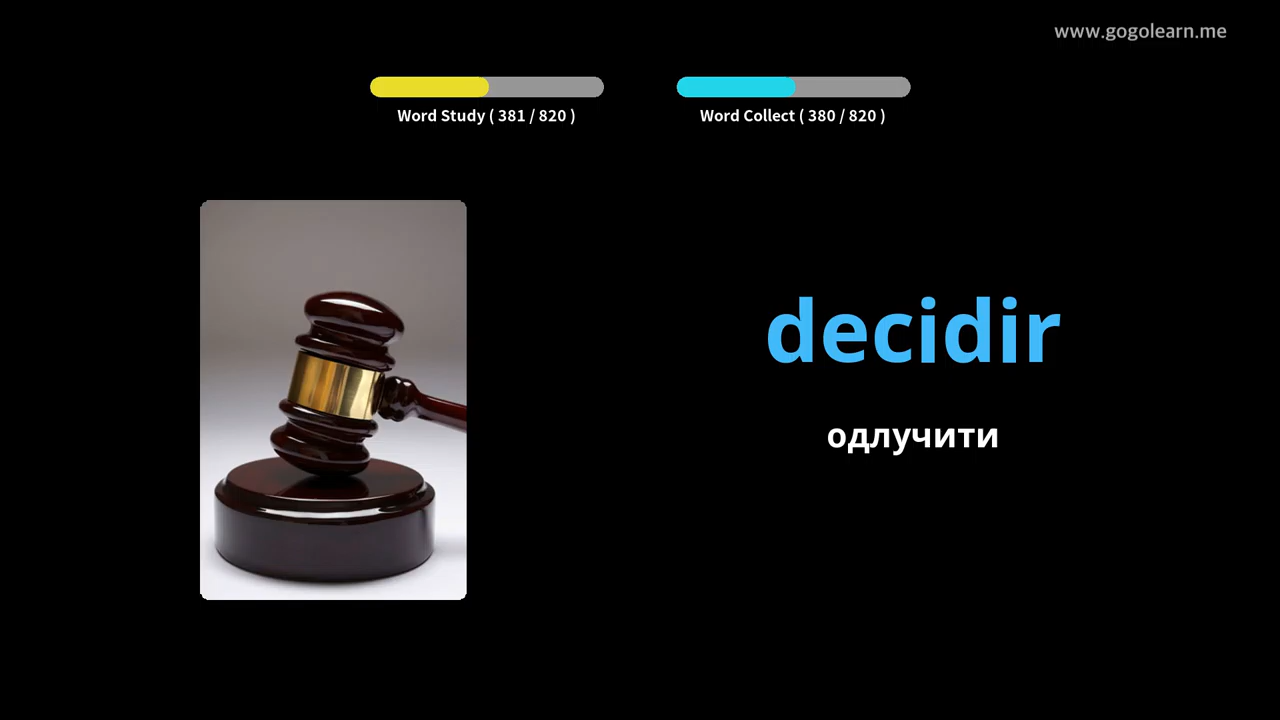 www.gogolearn.me
Word Study ( 381 / 820 )
Word Collect ( 380 / 820 )
decidir
одлучити